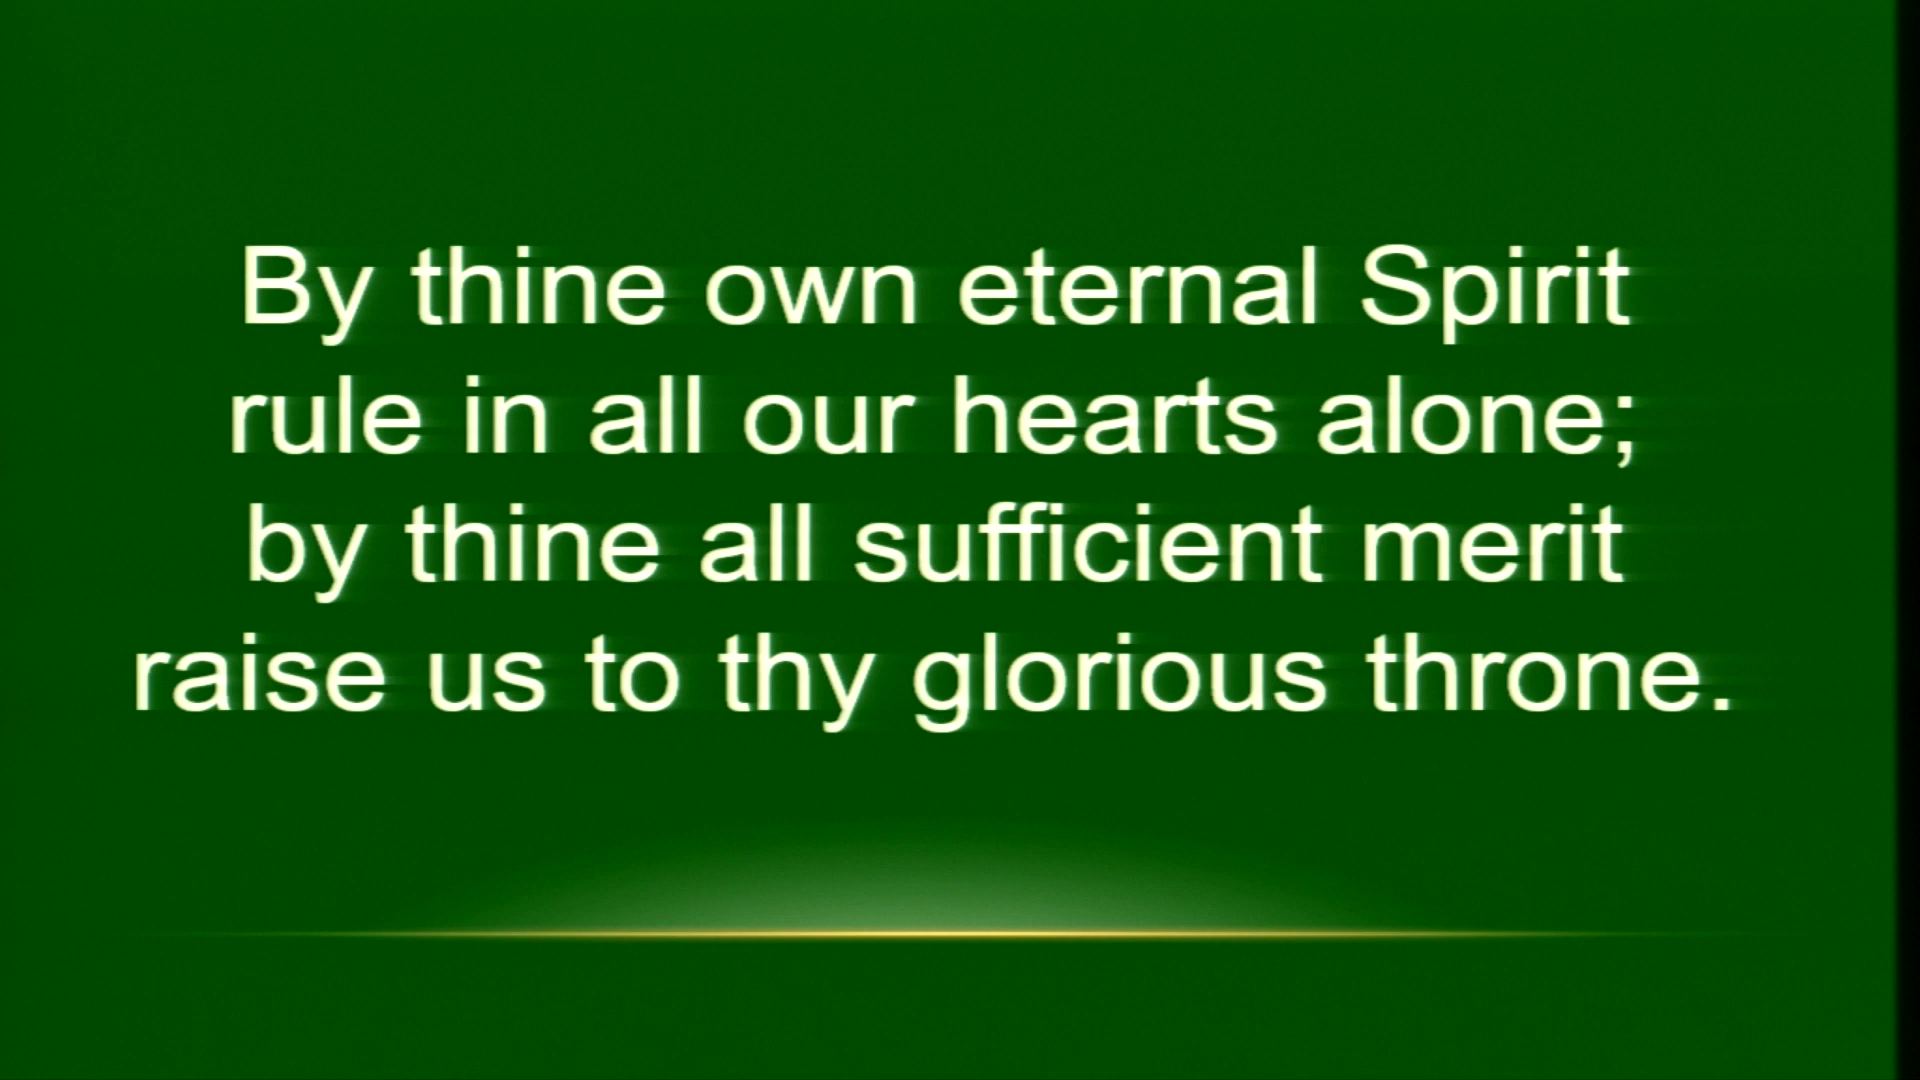 By thine own eternal Spirit
rule in all our hearts alone;
by thine all sufficient merit
raise us to thy glorious throne.